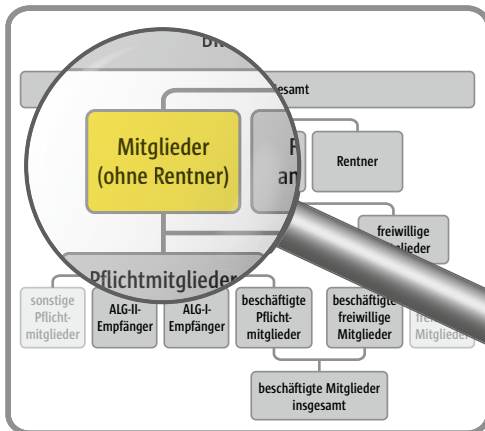 esamt
Mitglieder
(ohne Rentner)
Rentner
freiwillige
Pflichtmitglieder
sonstige
Pflicht-
mitglieder
ALG-II-
Empfänger
ALG-I-
Empfänger
beschäftigte
Pflicht-
mitglieder
beschäftigte
freiwillige
Mitglieder
Mitglieder
beschäftigte Mitglieder
insgesamt